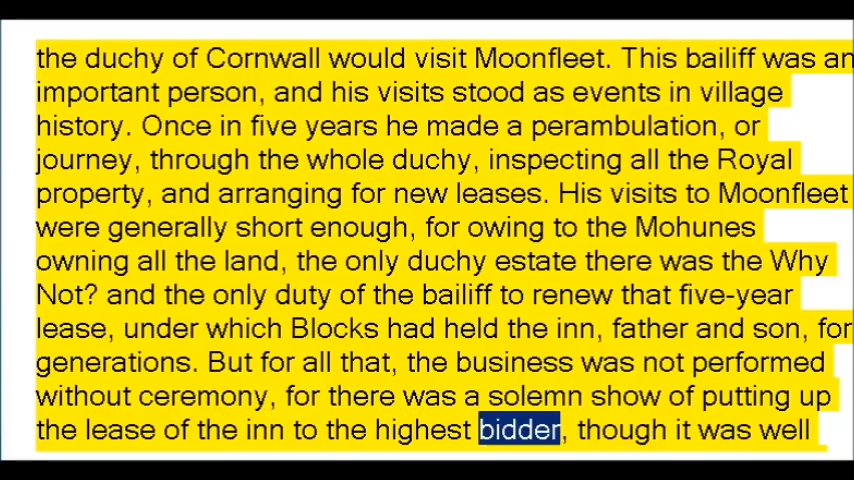 the duchy of Cornwall would visit Moonfleet. This bailiff was an
important person, and his visits stood as events in village
history. Once in five years he made a perambulation, or
journey, through the whole duchy, inspecting all the Royal
property, and arranging for new leases. His visits to Moonfleet
were generally short enough, for owing to the Mohunes
owning all the land, the only duchy estate there was the Why
Not? and the only duty of the bailiff to renew that five-year
lease, under which Blocks had held the inn, father and son, for
generations. But for all that, the business was not performed
without ceremony, for there was a solemn show of putting up
the lease of the inn to the highest bidder, though it was well